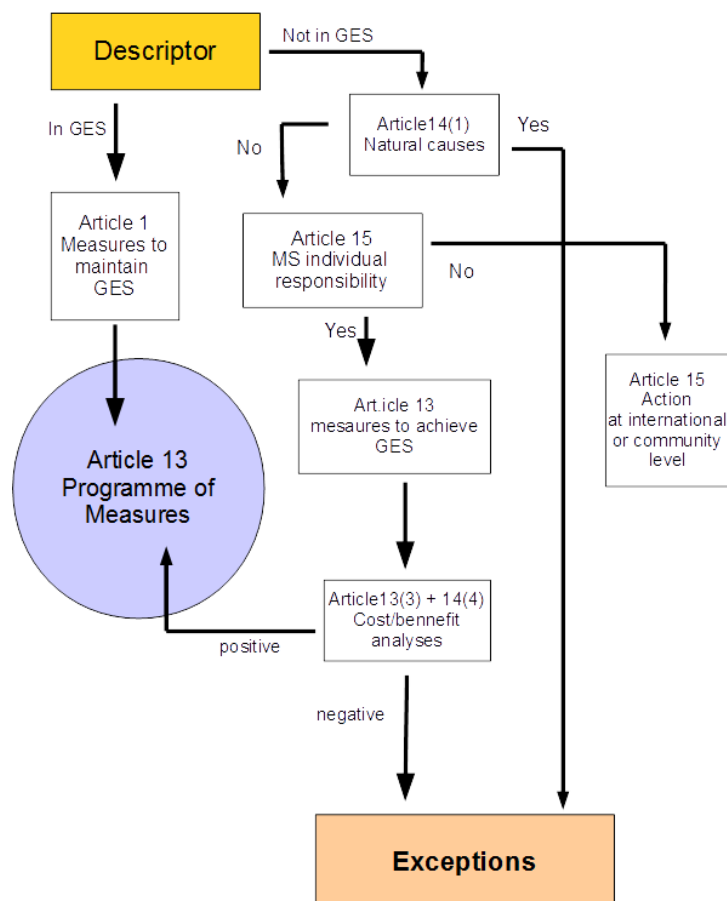 Descriptor
Not in GES
In GES
Article14(1)
Natural causes
Yes
No
Article 1
Measures to
maintain
GES
Article 15
MS individual
responsibility
No
Yes
Article 15
Action
at international
or community
level
Art.icle 13
mesaures to achieve
GES
Article 13
Programme of
Measures
Article13(3) + 14(4)
Cost/bennefit
analyses
positive
negative
Exceptions